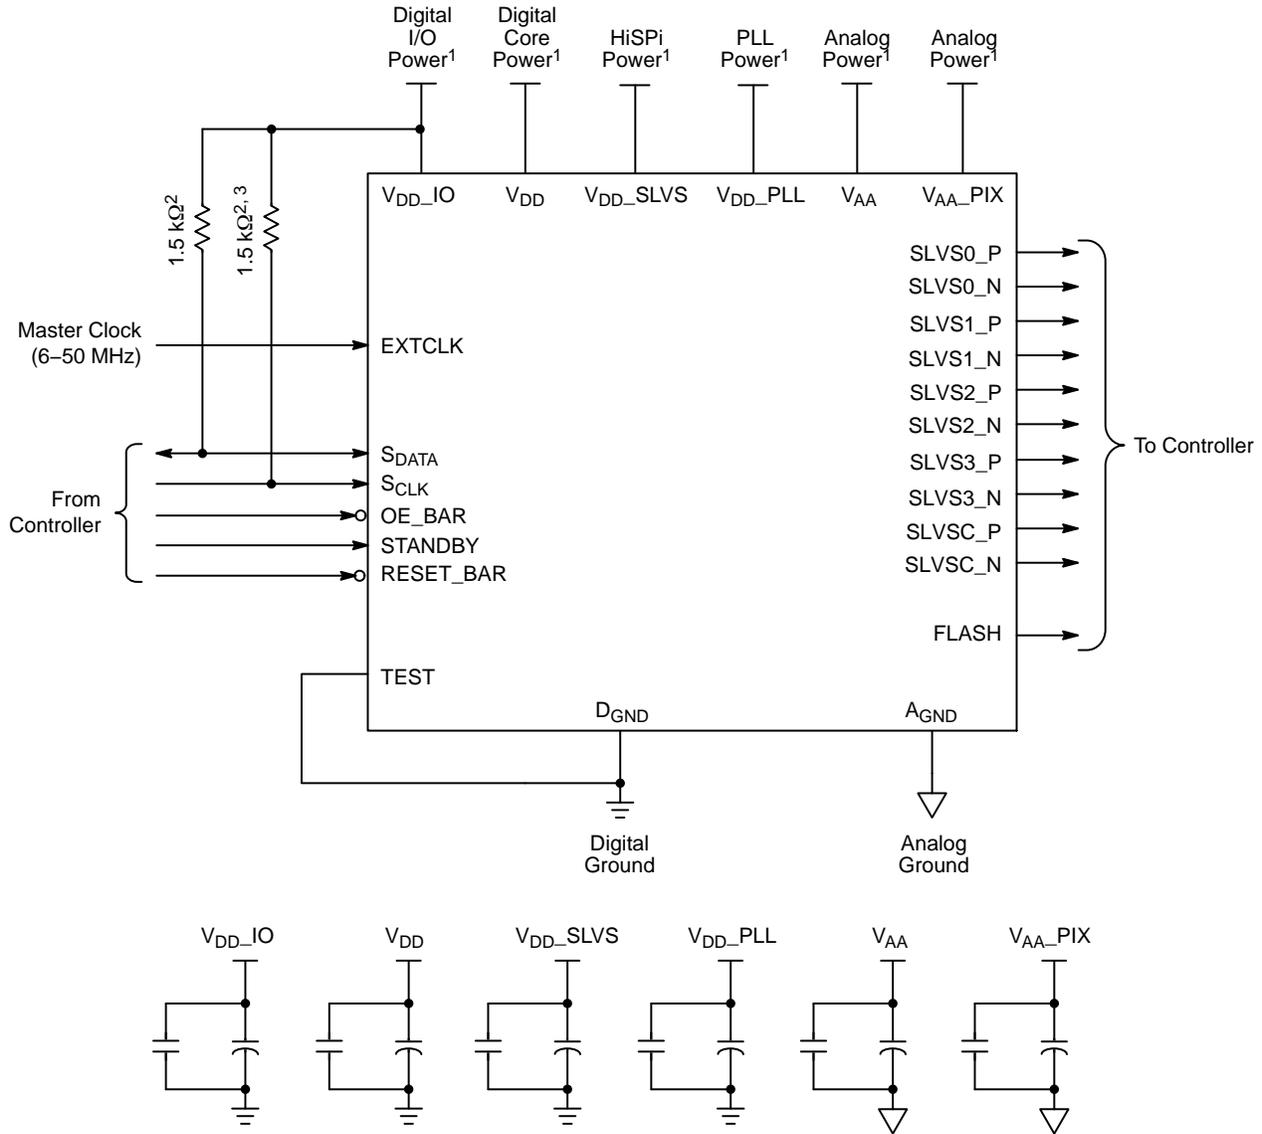 Digital
I/O
Power1
Digital
Core
Power1
HiSPi
Power1
PLL
Power1
Analog
Power1
Analog
Power1
1.5 kΩ2
1.5 kΩ2, 3
VDD_IO
VDD
VDD_SLVS
VDD_PLL
VAA
VAA_PIX
Master Clock
(6–50 MHz)
EXTCLK
From
Controller
SDATA
SCLK
OE_BAR
STANDBY
RESET_BAR
TEST
SLVS0_P
SLVS0_N
SLVS1_P
SLVS1_N
SLVS2_P
SLVS2_N
SLVS3_P
SLVS3_N
SLVSC_P
SLVSC_N
FLASH
To Controller
DGND
AGND
Digital
Ground
Analog
Ground
VDD_IO
VDD
VDD_SLVS
VDD_PLL
VAA
VAA_PIX